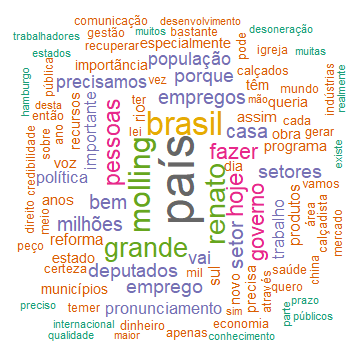 comunicação desenvolvimento
trabalhadores gestão muitos bastante desoneração
recuperar especialmente pode igreja
estados importância população calçados muitas
pública precisamos vez porque têm mundo indústrias
hamburgo recursos ter empregos mão queria realmente
desta então rio brasil assim cada
sobre ano importante pessoas lei casa obra gerar
credibilidade voz molling país fazer programa existe
direito política dia setores
meio anos bem renato hoje governo produtos área vamos
milhões setor calçadista mercado
peço reforma grande vai trabalho
estado deputados mil sul novo precisa através saúde china
certeza emprego quero
municípios pronunciamento sim economia parte prazo
preciso temer dinheiro apenas conhecimento públicos
internacional
qualidade maior